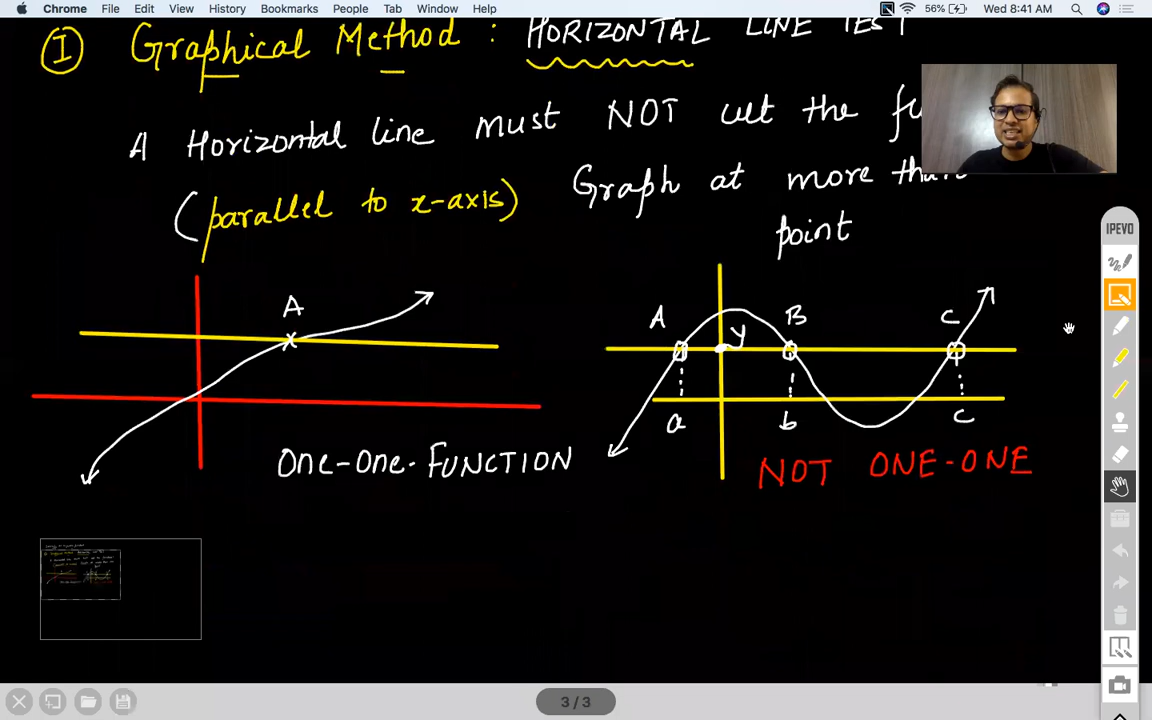 Chrome File Edit View History Bookmarks People Tab Window Help 56% Wed 8:41 AM
I Graphical Method : HORIZONTAL LINE TEST
A Horizontal line must NOT cut the
(parallel to x-axis) Graph at more than
point
A
A B C
y
a b c
One-One-FUNCTION
NOT ONE-ONE
IPEVO
3/3